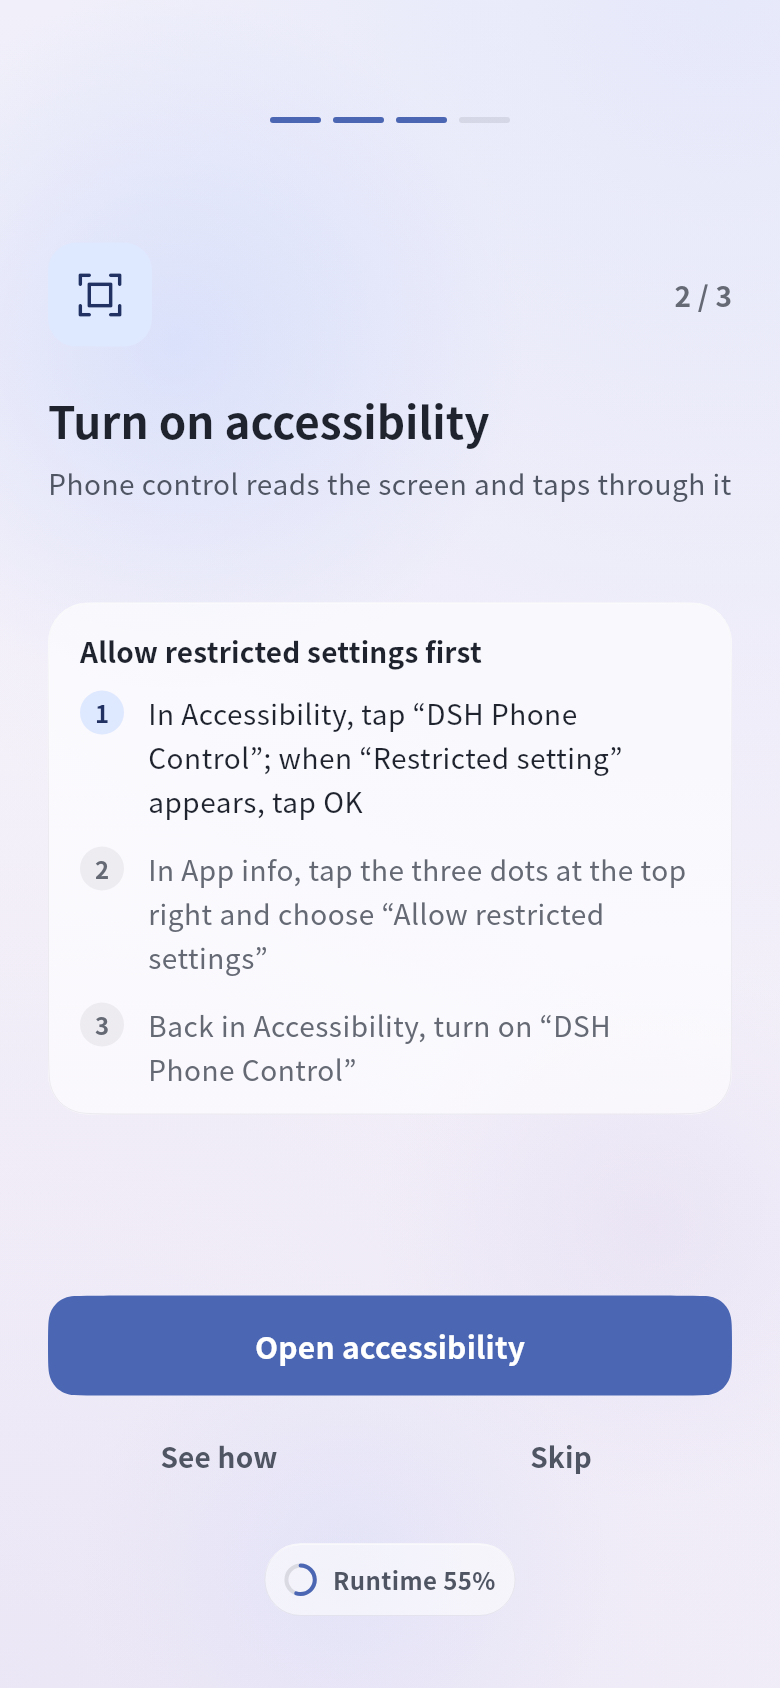 2 / 3
Turn on accessibility
Phone control reads the screen and taps through it
Allow restricted settings first
1 In Accessibility, tap “DSH Phone
Control”; when “Restricted setting”
appears, tap OK
2 In App info, tap the three dots at the top
right and choose “Allow restricted
settings”
3 Back in Accessibility, turn on “DSH
Phone Control”
Open accessibility
See how
Skip
Runtime 55%